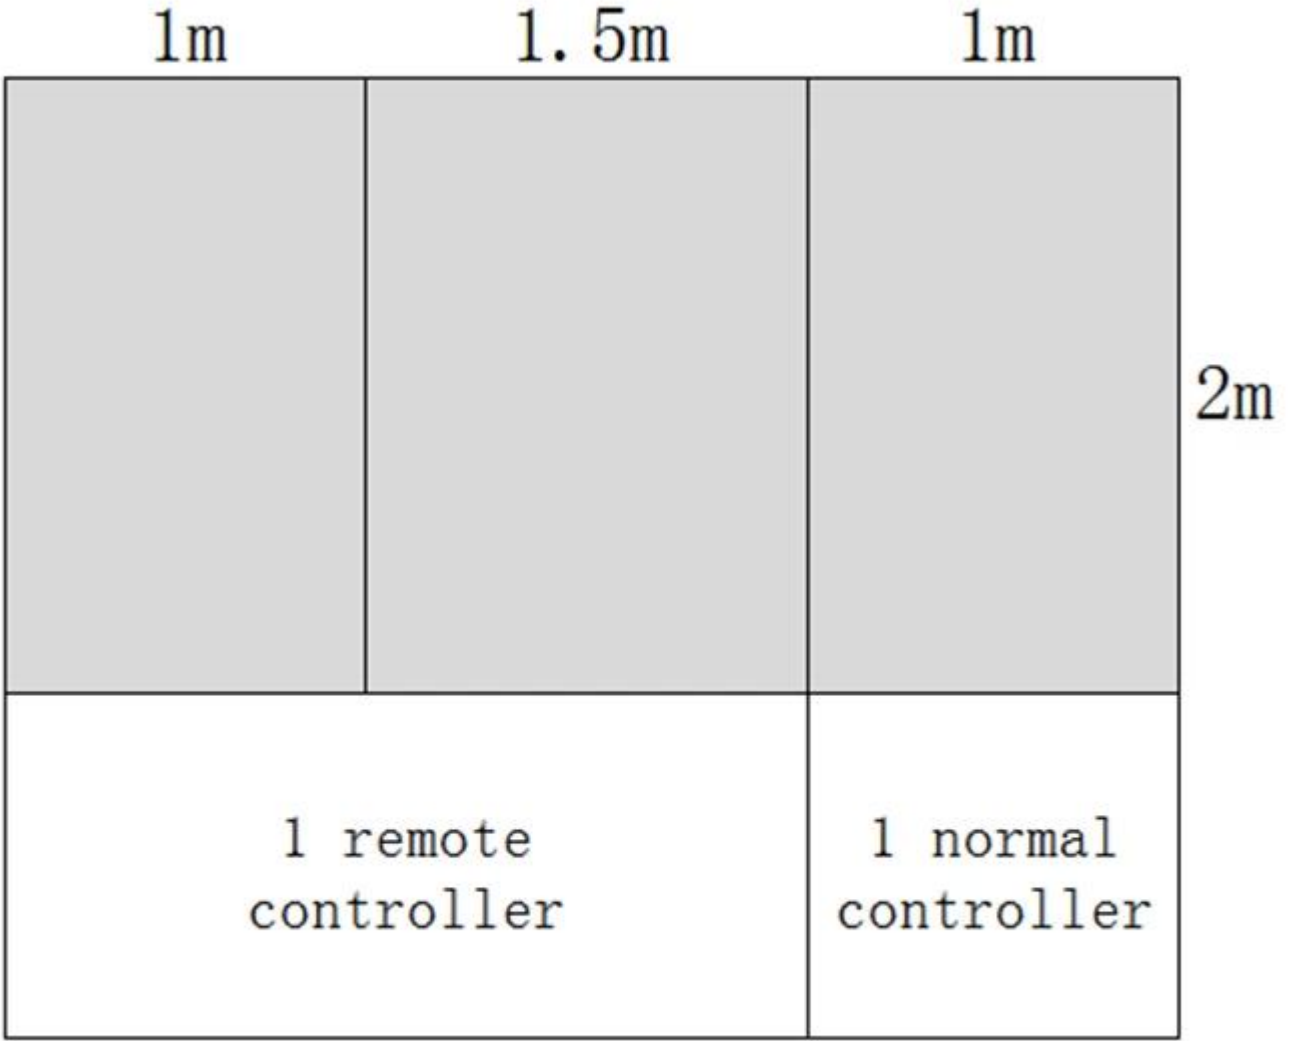 1m 1.5m 1m
2m
1 remote
controller
1 normal
controller